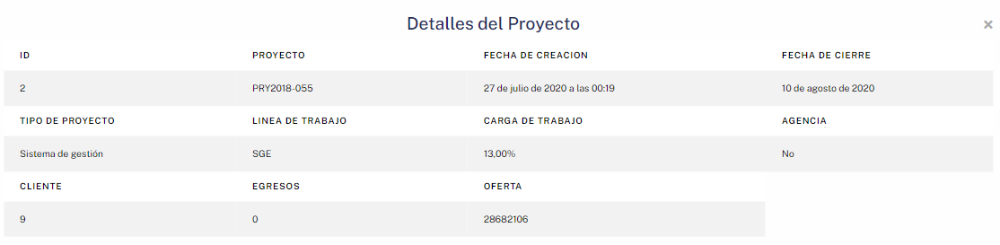 Detalles del Proyecto ×
ID PROYECTO FECHA DE CREACION FECHA DE CIERRE
2 PRY2018-055 27 de julio de 2020 a las 00:19 10 de agosto de 2020
TIPO DE PROYECTO LINEA DE TRABAJO CARGA DE TRABAJO AGENCIA
Sistema de gestión SGE 13,00% No
CLIENTE EGRESOS OFERTA
9 0 28682106